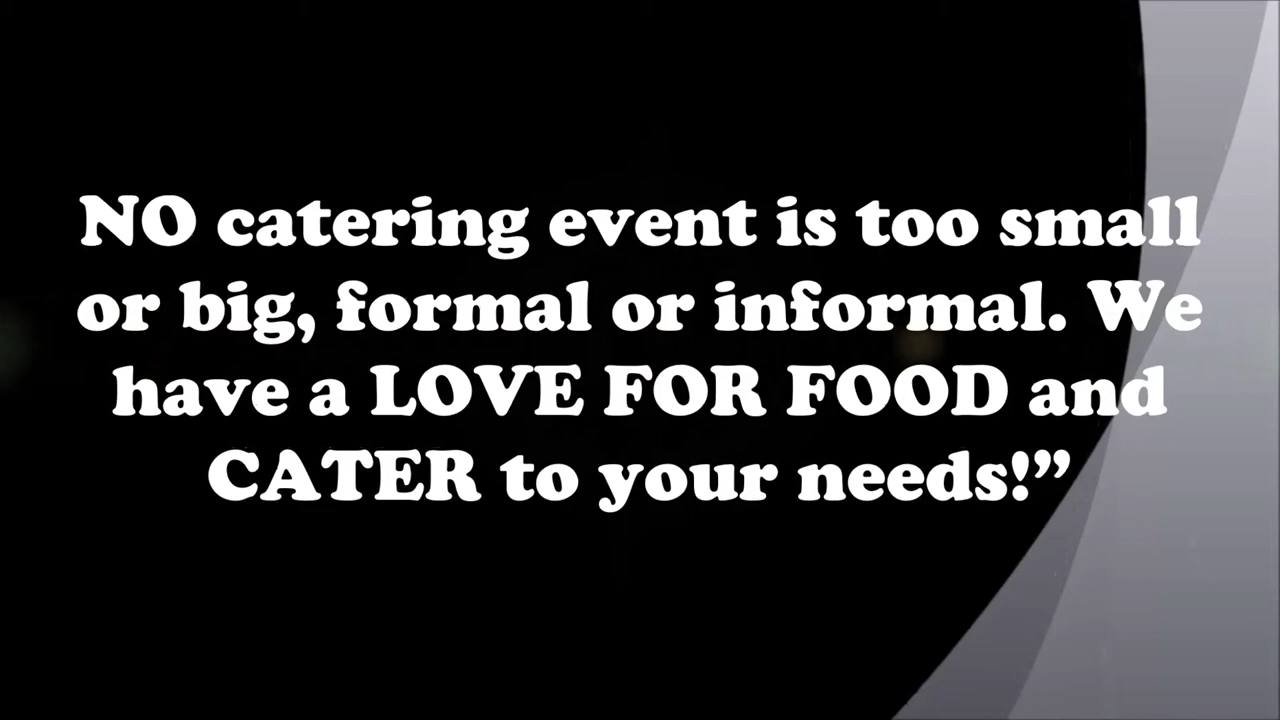 NO catering event is too small
or big, formal or informal. We
have a LOVE FOR FOOD and
CATER to your needs!”